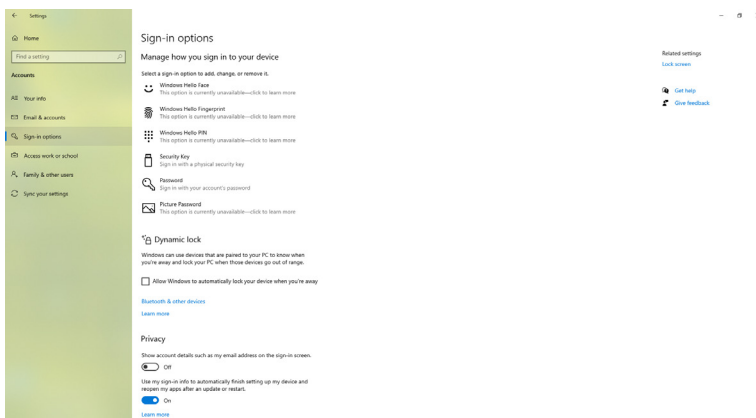 Settings
Home
Find a setting
Accounts
Your info
Email & accounts
Sign-in options
Access work or school
Family & other users
Sync your settings
Sign-in options
Manage how you sign in to your device
Select a sign-in option to add, change, or remove it.
Windows Hello Face
This option is currently unavailable—click to learn more
Windows Hello Fingerprint
This option is currently unavailable—click to learn more
Windows Hello PIN
This option is currently unavailable—click to learn more
Security Key
Sign in with a physical security key
Password
Sign in with your account's password
Picture Password
This option is currently unavailable—click to learn more
Dynamic lock
Windows can use devices that are paired to your PC to know when
you're away and lock your PC when those devices go out of range.
Allow Windows to automatically lock your device when you're away
Bluetooth & other devices
Learn more
Privacy
Show account details such as my email address on the sign-in screen.
Off
Use my sign-in info to automatically finish setting up my device and
reopen my apps after an update or restart.
On
Learn more
Related settings
Lock screen
Get help
Give feedback